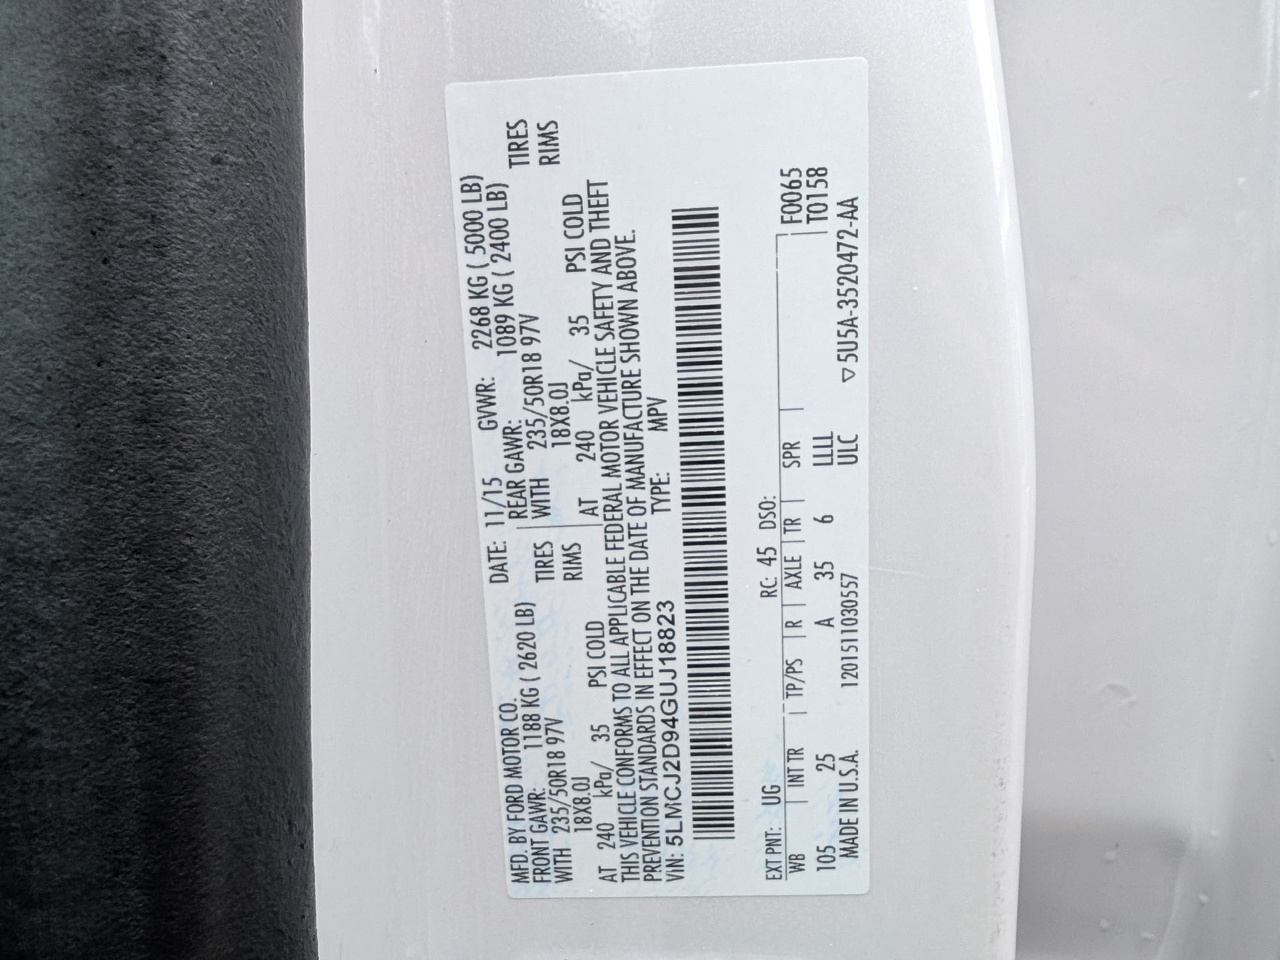 MFD. BY FORD MOTOR CO. DATE: 11/15 GVWR: 2268 KG ( 5000 LB)
FRONT GAWR: 1188 KG ( 2620 LB) REAR GAWR: 1089 KG ( 2400 LB)
WITH 235/50R18 97V TIRES WITH 235/50R18 97V TIRES
18X8.0J RIMS 18X8.0J RIMS
AT 240 kPa/ 35 PSI COLD AT 240 kPa/ 35 PSI COLD
THIS VEHICLE CONFORMS TO ALL APPLICABLE FEDERAL MOTOR VEHICLE SAFETY AND THEFT
PREVENTION STANDARDS IN EFFECT ON THE DATE OF MANUFACTURE SHOWN ABOVE.
VIN: 5LMCJ2D94GUJ18823 TYPE: MPV
EXT PNT: UG RC: 45 DSO: F0065
WB INT TR TP/PS R AXLE TR SPR T0158
105 25 A 35 6 LLLL
MADE IN U.S.A. 1201511030557 ULC ▽5U5A-3520472-AA